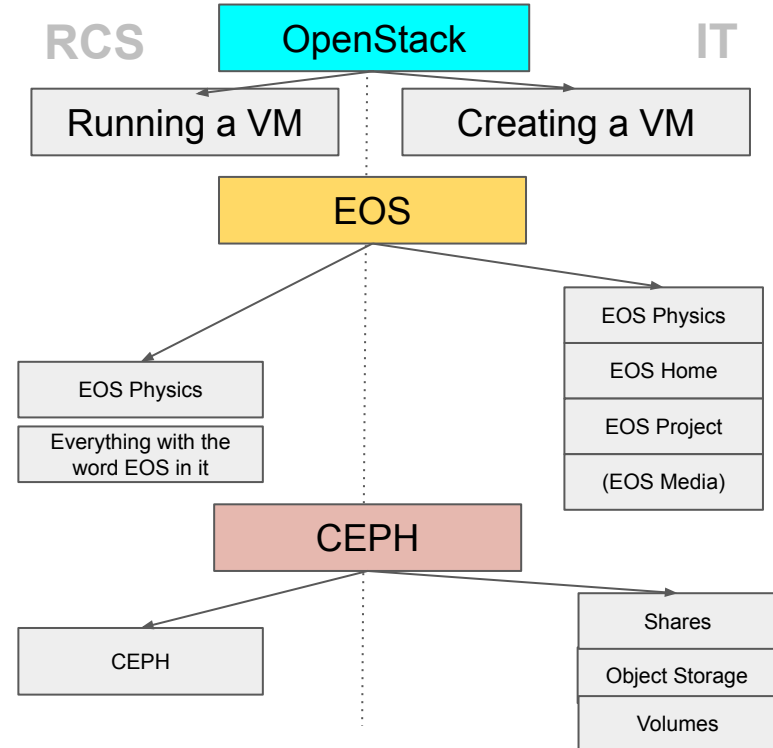 RCS
OpenStack
IT
Running a VM
Creating a VM
EOS
EOS Physics
EOS Home
EOS Project
(EOS Media)
EOS Physics
Everything with the
word EOS in it
CEPH
CEPH
Shares
Object Storage
Volumes